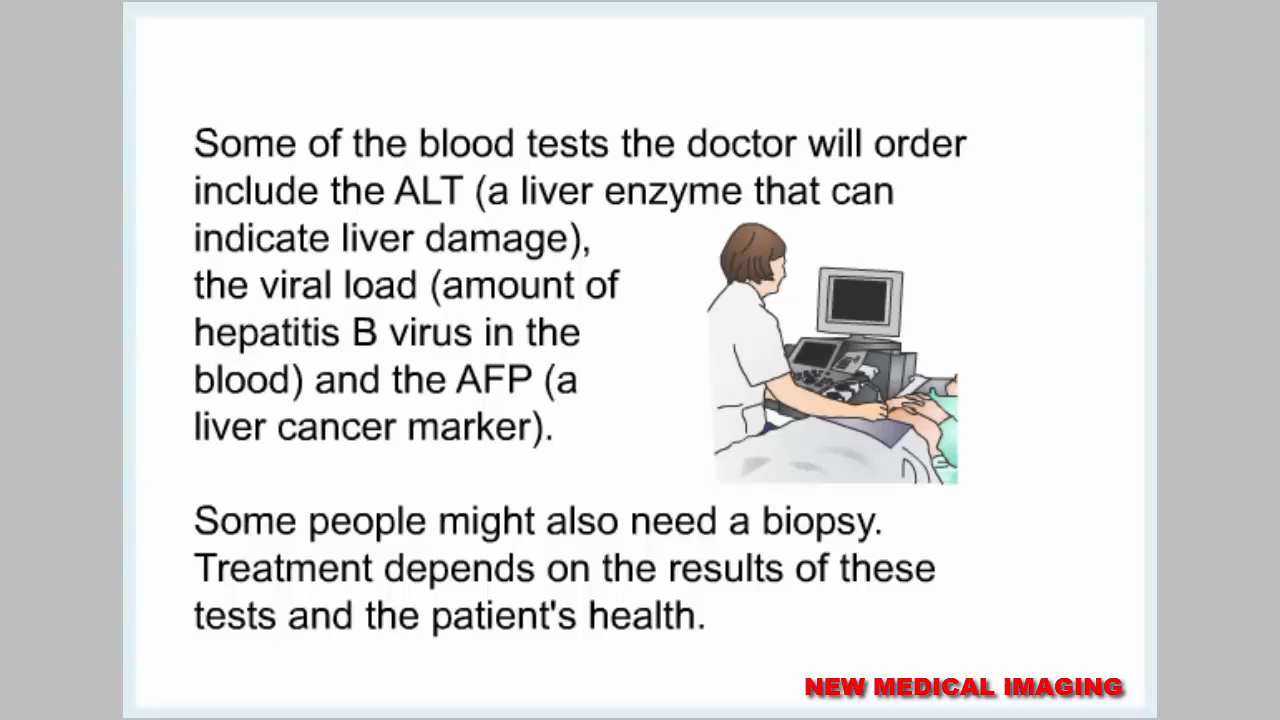 Some of the blood tests the doctor will order
include the ALT (a liver enzyme that can
indicate liver damage),
the viral load (amount of
hepatitis B virus in the
blood) and the AFP (a
liver cancer marker).
Some people might also need a biopsy.
Treatment depends on the results of these
tests and the patient's health.
NEW MEDICAL IMAGING